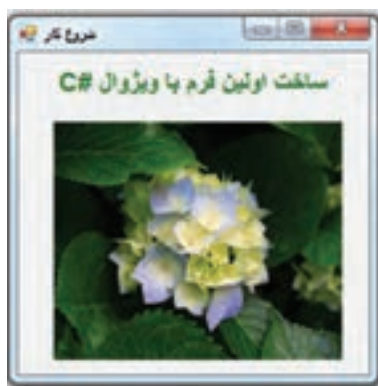 شروع کار
ساخت اولین فرم با ویژوال #C